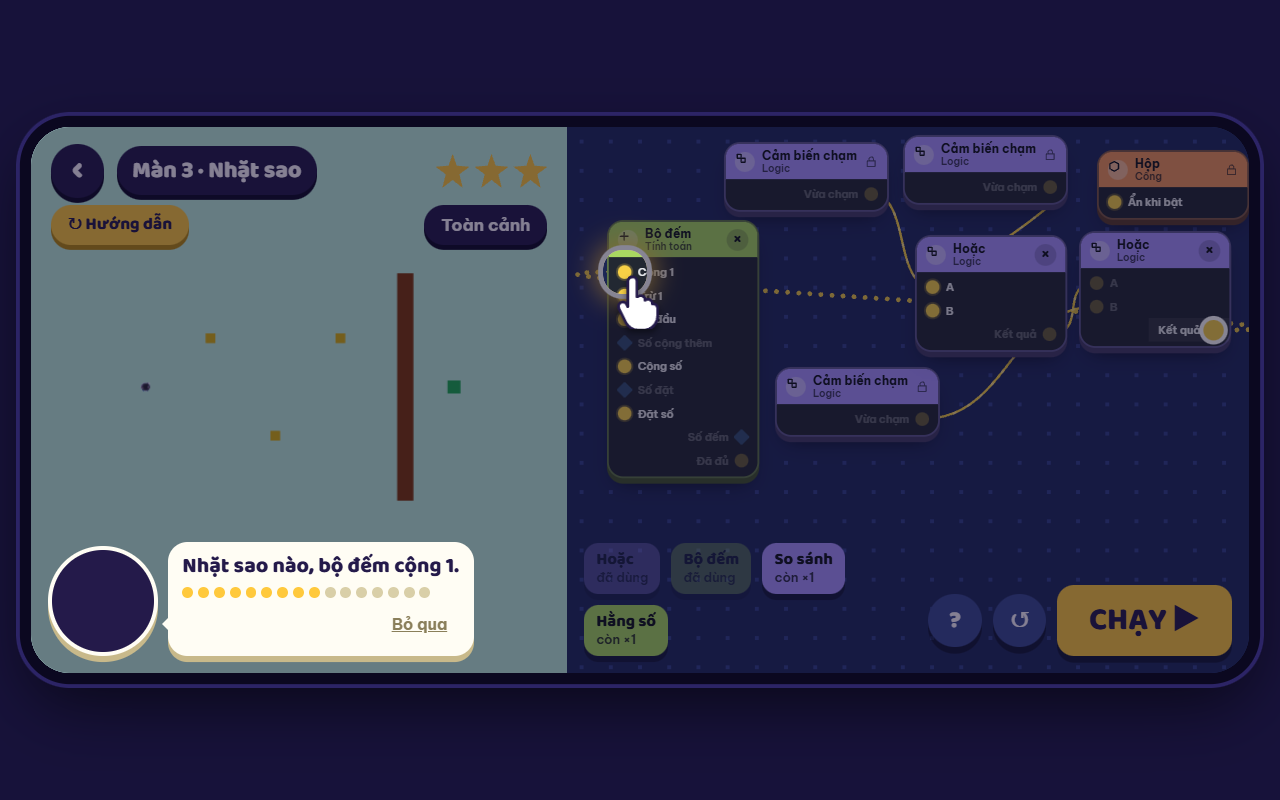 Màn 3 • Nhặt sao
↻ Hướng dẫn
Toàn cảnh
Nhặt sao nào, bộ đếm cộng 1.
Bỏ qua
Cảm biến chạm
Logic
Vừa chạm
Cảm biến chạm
Logic
Vừa chạm
Hộp
Cổng
Ẩn khi bật
Bộ đếm
Tính toán
Cộng 1
Số cộng thêm
Cộng số
Số đặt
Đặt số
Số đếm
Đã đủ
Hoặc
Logic
A
B
Kết quả
Hoặc
Logic
A
B
Kết quả
Cảm biến chạm
Logic
Vừa chạm
Hoặc
đã dùng
Bộ đếm
đã dùng
So sánh
còn ×1
Hằng số
còn ×1
?
CHẠY